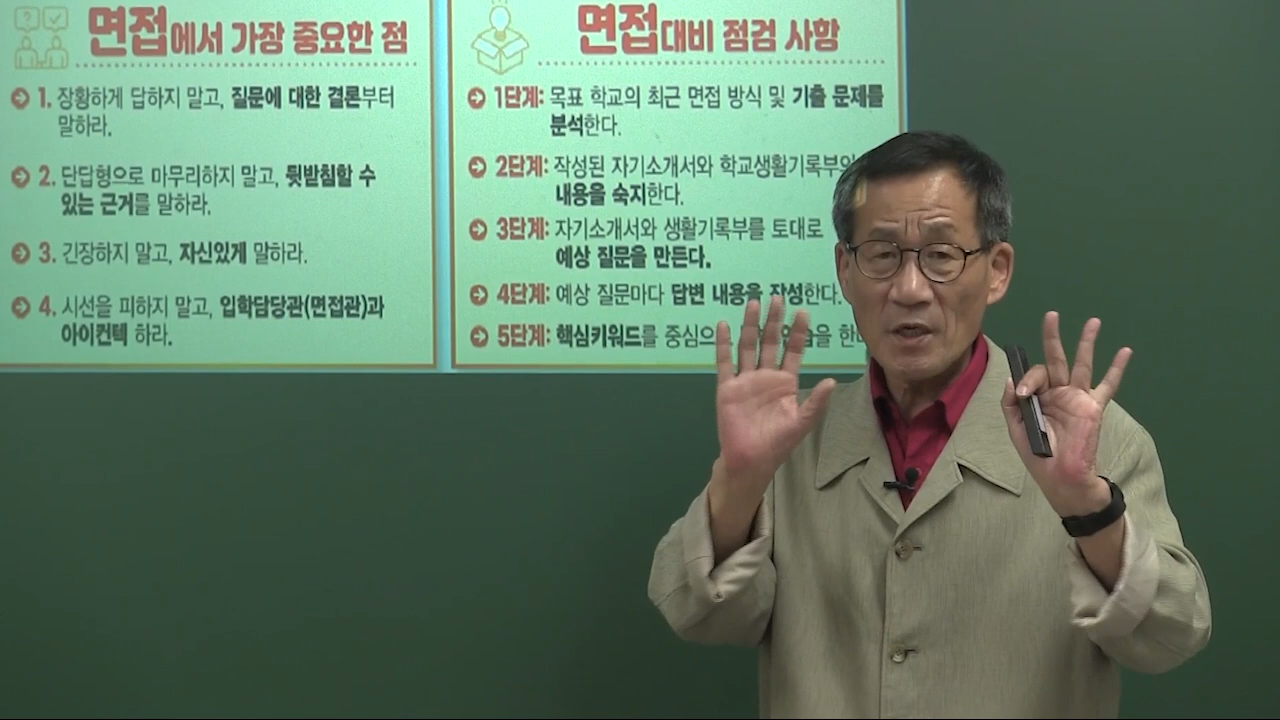 면접에서 가장 중요한 점
1. 장황하게 답하지 말고, 질문에 대한 결론부터
말하라.
2. 단답형으로 마무리하지 말고, 뒷받침할 수
있는 근거를 말하라.
3. 긴장하지 말고, 자신있게 말하라.
4. 시선을 피하지 말고, 입학담당관(면접관)과
아이컨텍 하라.
면접대비 점검 사항
1단계: 목표 학교의 최근 면접 방식 및 기출 문제를
분석한다.
2단계: 작성된 자기소개서와 학교생활기록부의
내용을 숙지한다.
3단계: 자기소개서와 생활기록부를 토대로
예상 질문을 만든다.
4단계: 예상 질문마다 답변 내용을 작성한다.
5단계: 핵심키워드를 중심으로